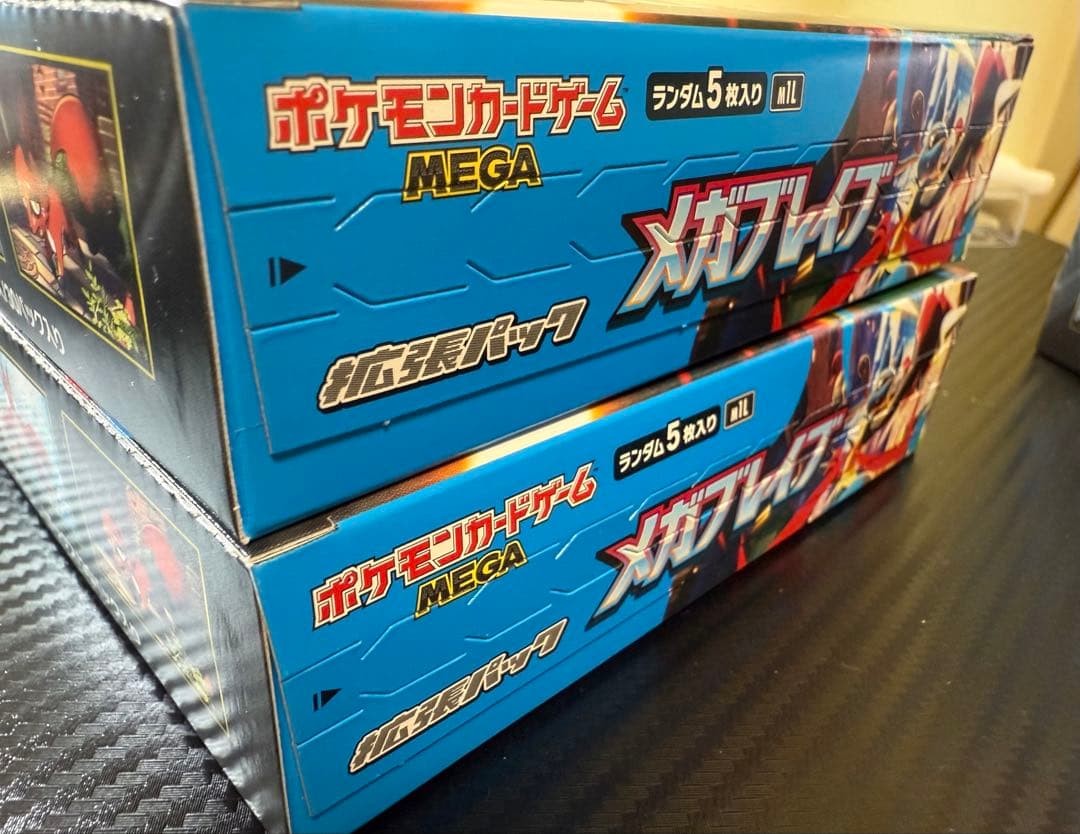 ポケモンカードゲーム
MEGA
ランダム5枚入り M1L
メガブレイブ
拡張パック
ポケモンカードゲーム
MEGA
ランダム5枚入り M1L
メガブレイブ
拡張パック